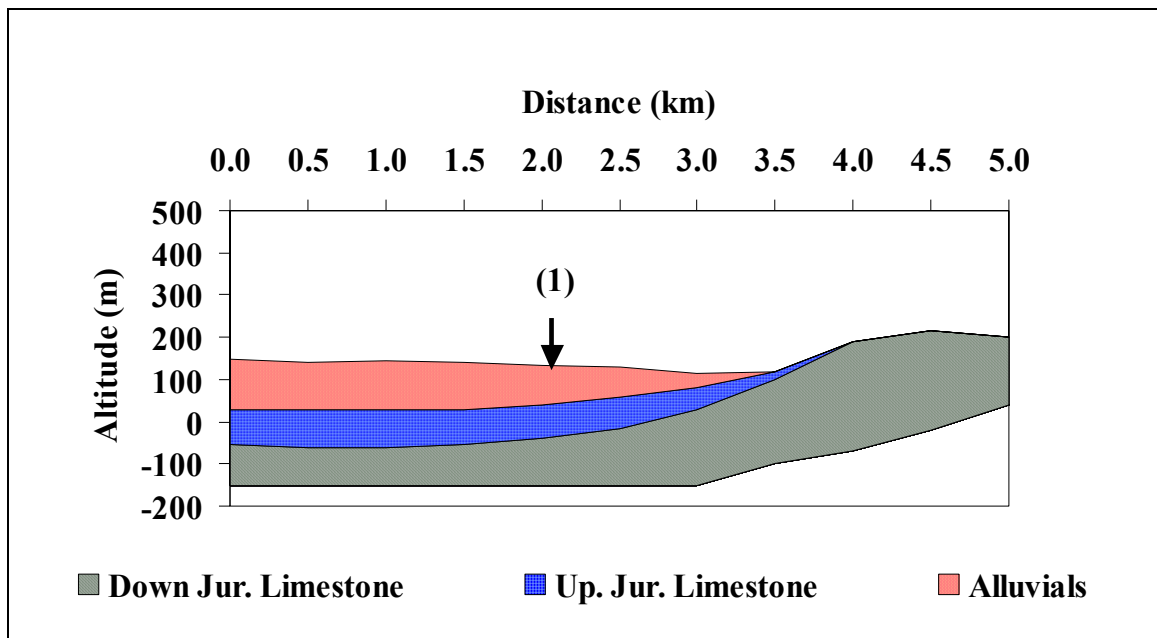 Distance (km)
0.0 0.5 1.0 1.5 2.0 2.5 3.0 3.5 4.0 4.5 5.0
Altitude (m)
500
400
300
200
100
0
-100
-200
(1)
Down Jur. Limestone Up. Jur. Limestone Alluvials